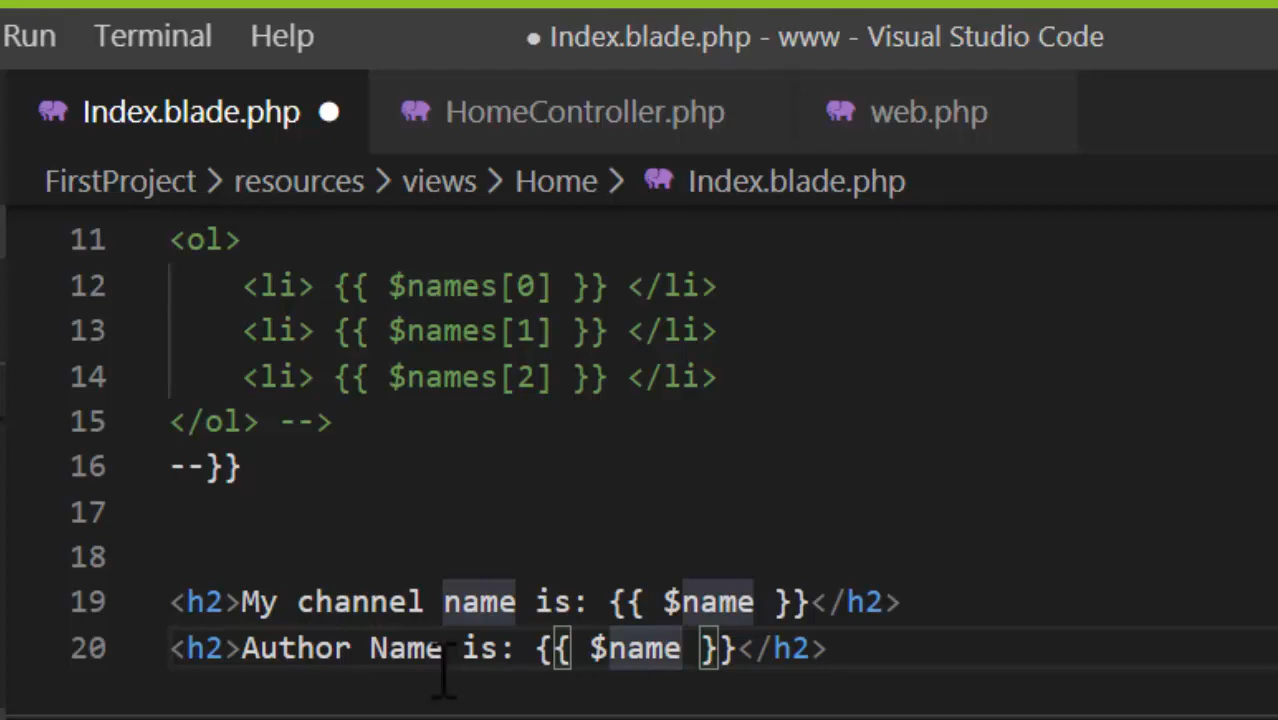 Run Terminal Help ● Index.blade.php - www - Visual Studio Code
Index.blade.php ● HomeController.php web.php
FirstProject > resources > views > Home > Index.blade.php
11 <ol>
12 <li> {{ $names[0] }} </li>
13 <li> {{ $names[1] }} </li>
14 <li> {{ $names[2] }} </li>
15 </ol> -->
16 --}}
17
18
19 <h2>My channel name is: {{ $name }}</h2>
20 <h2>Author Name is: {{ $name }}</h2>